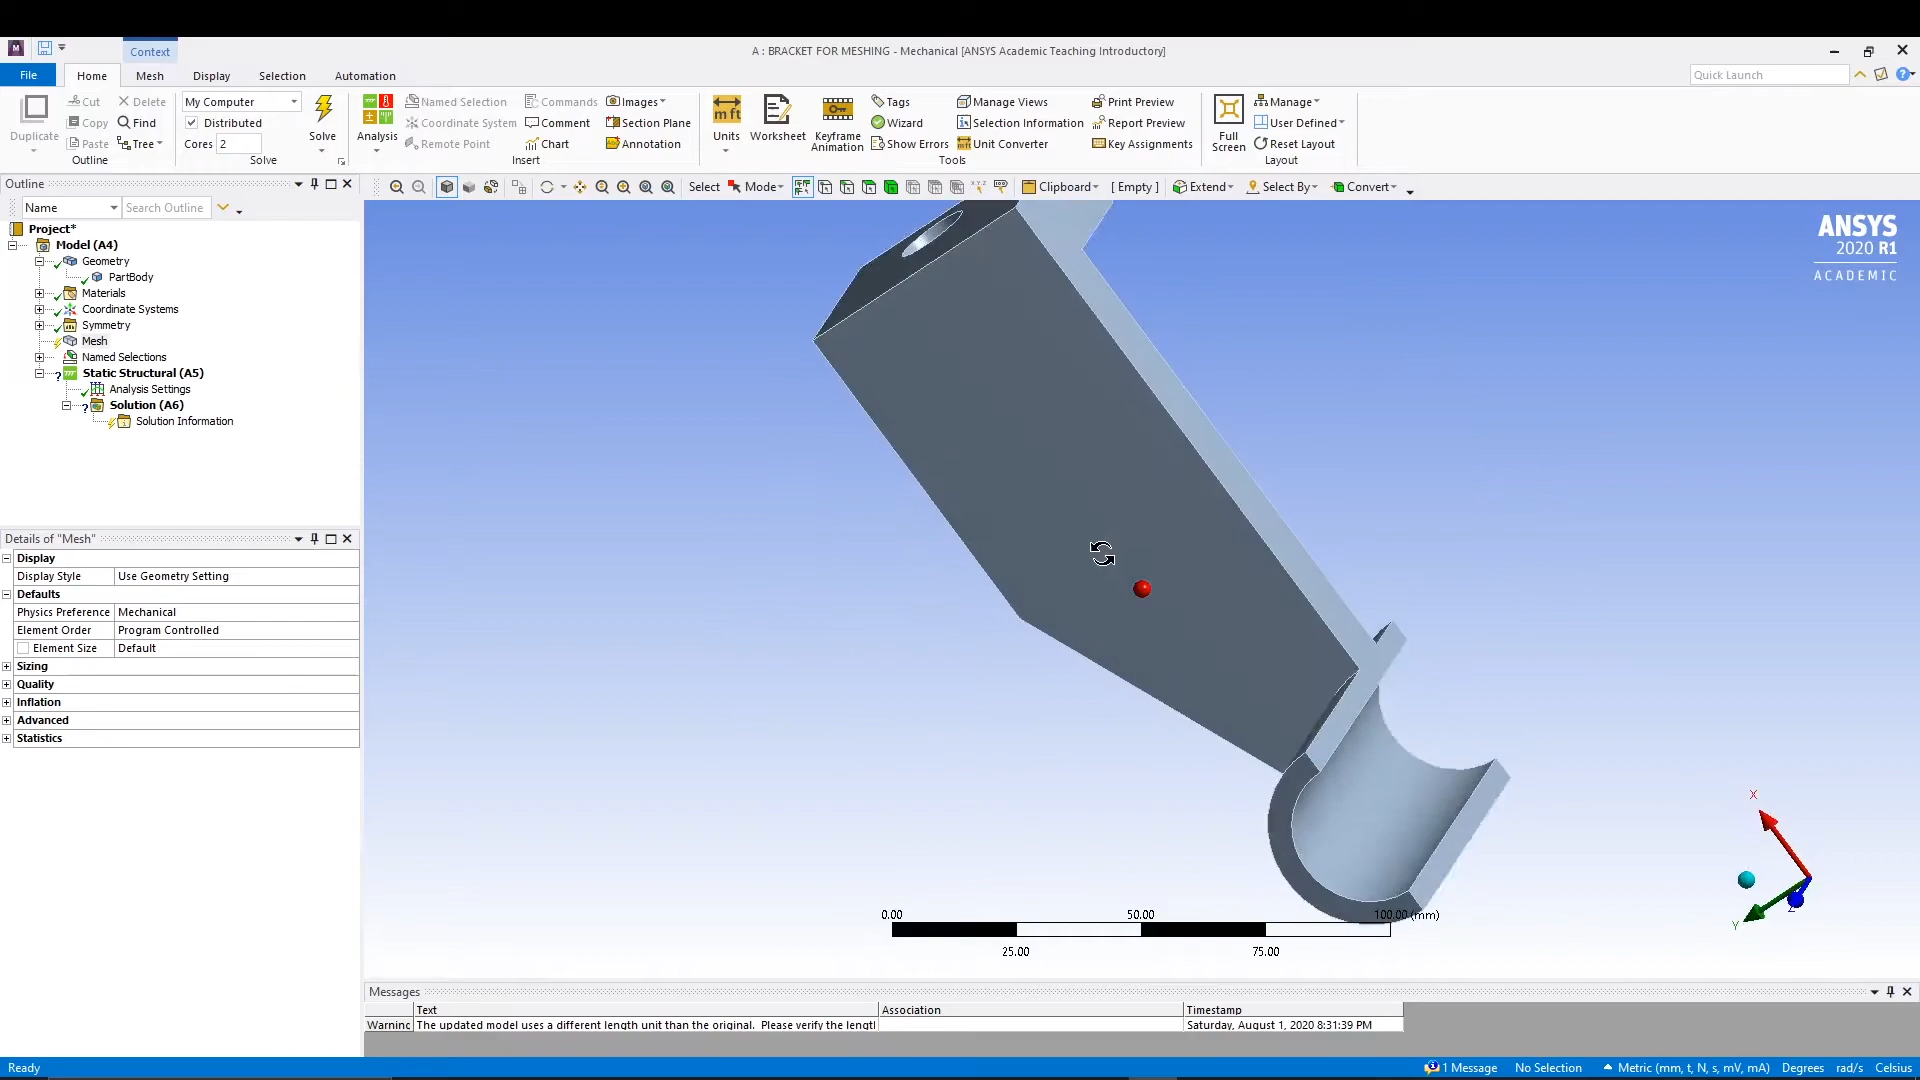 Context
A : BRACKET FOR MESHING - Mechanical [ANSYS Academic Teaching Introductory]
File Home Mesh Display Selection Automation
Quick Launch
Duplicate
Cut
Copy
Paste
Delete
Find
Tree
Outline
My Computer
Distributed
Cores 2
Solve
Solve
Analysis
Named Selection
Coordinate System
Remote Point
Commands
Comment
Chart
Images
Section Plane
Annotation
Insert
Units
Worksheet
Keyframe
Animation
Tags
Wizard
Show Errors
Manage Views
Selection Information
Unit Converter
Print Preview
Report Preview
Key Assignments
Tools
Full
Screen
Manage
User Defined
Reset Layout
Layout
Outline
Select Mode Clipboard [ Empty ] Extend Select By Convert
Name Search Outline
Project*
Model (A4)
Geometry
PartBody
Materials
Coordinate Systems
Symmetry
Mesh
Named Selections
Static Structural (A5)
Analysis Settings
Solution (A6)
Solution Information
ANSYS
2020 R1
ACADEMIC
Details of "Mesh"
Display
Display Style Use Geometry Setting
Defaults
Physics Preference Mechanical
Element Order Program Controlled
Element Size Default
Sizing
Quality
Inflation
Advanced
Statistics
X
Y
Z
0.00 50.00 100.00 (mm)
25.00 75.00
Messages
Text Association Timestamp
Warninc The updated model uses a different length unit than the original. Please verify the lengtl Saturday, August 1, 2020 8:31:39 PM
Ready 1 Message No Selection Metric (mm, t, N, s, mV, mA) Degrees rad/s Celsius